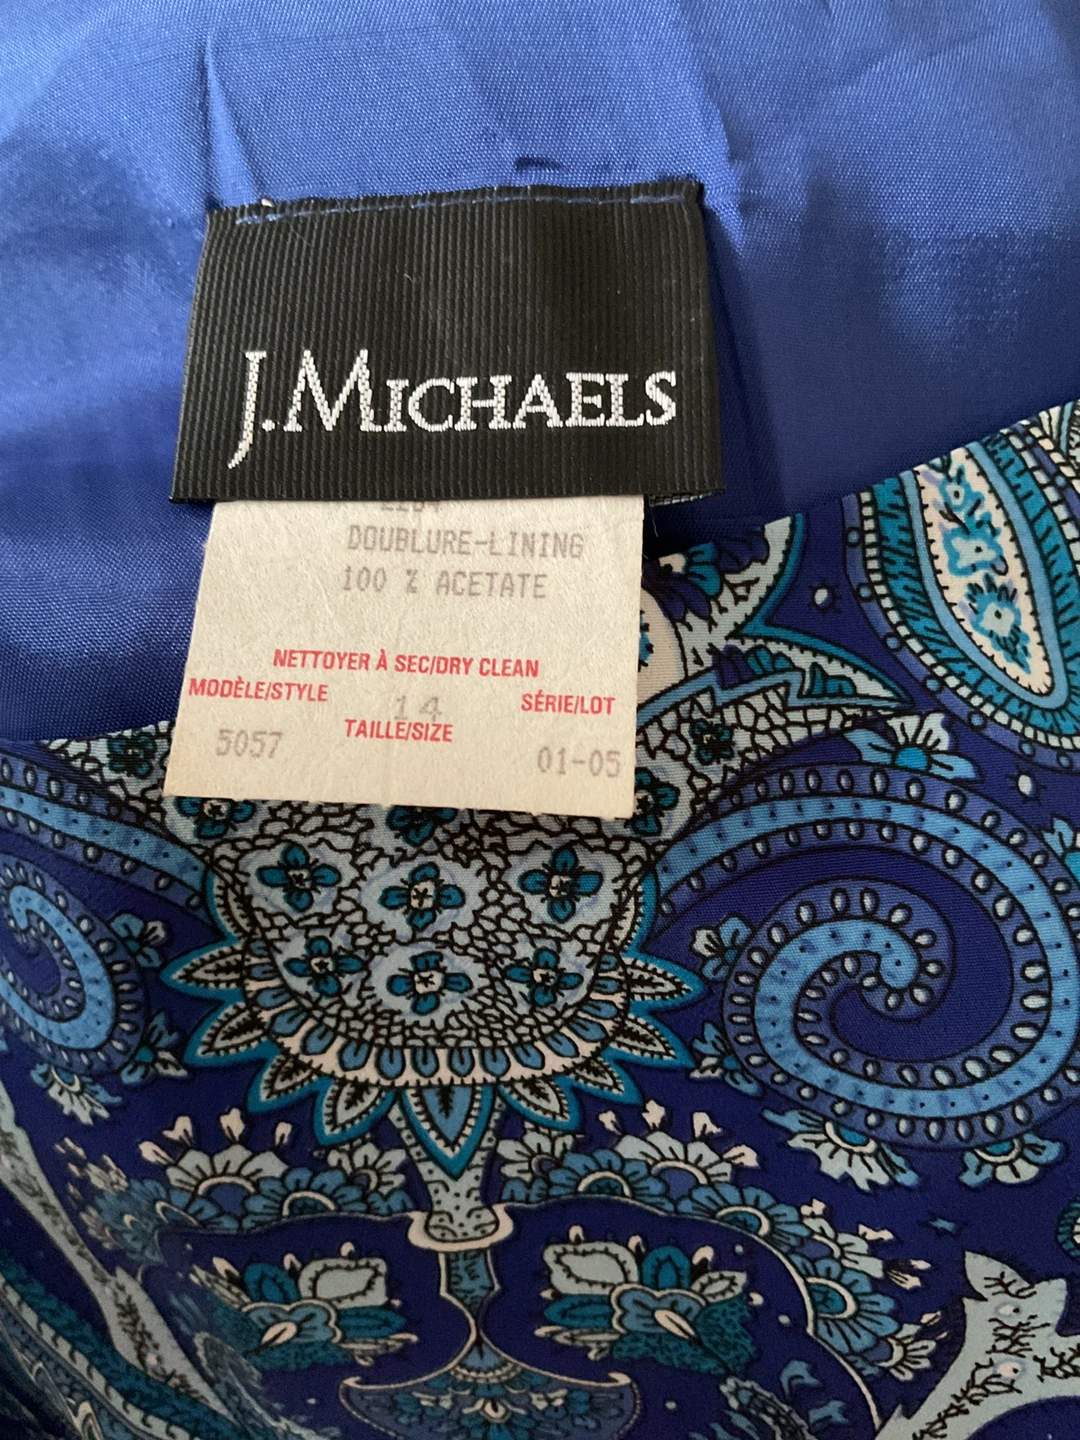 J.MICHAELS
DOUBLURE-LINING
100 % ACETATE
NETTOYER À SEC/DRY CLEAN
MODÈLE/STYLE 14 SÉRIE/LOT
TAILLE/SIZE
5057 01-05